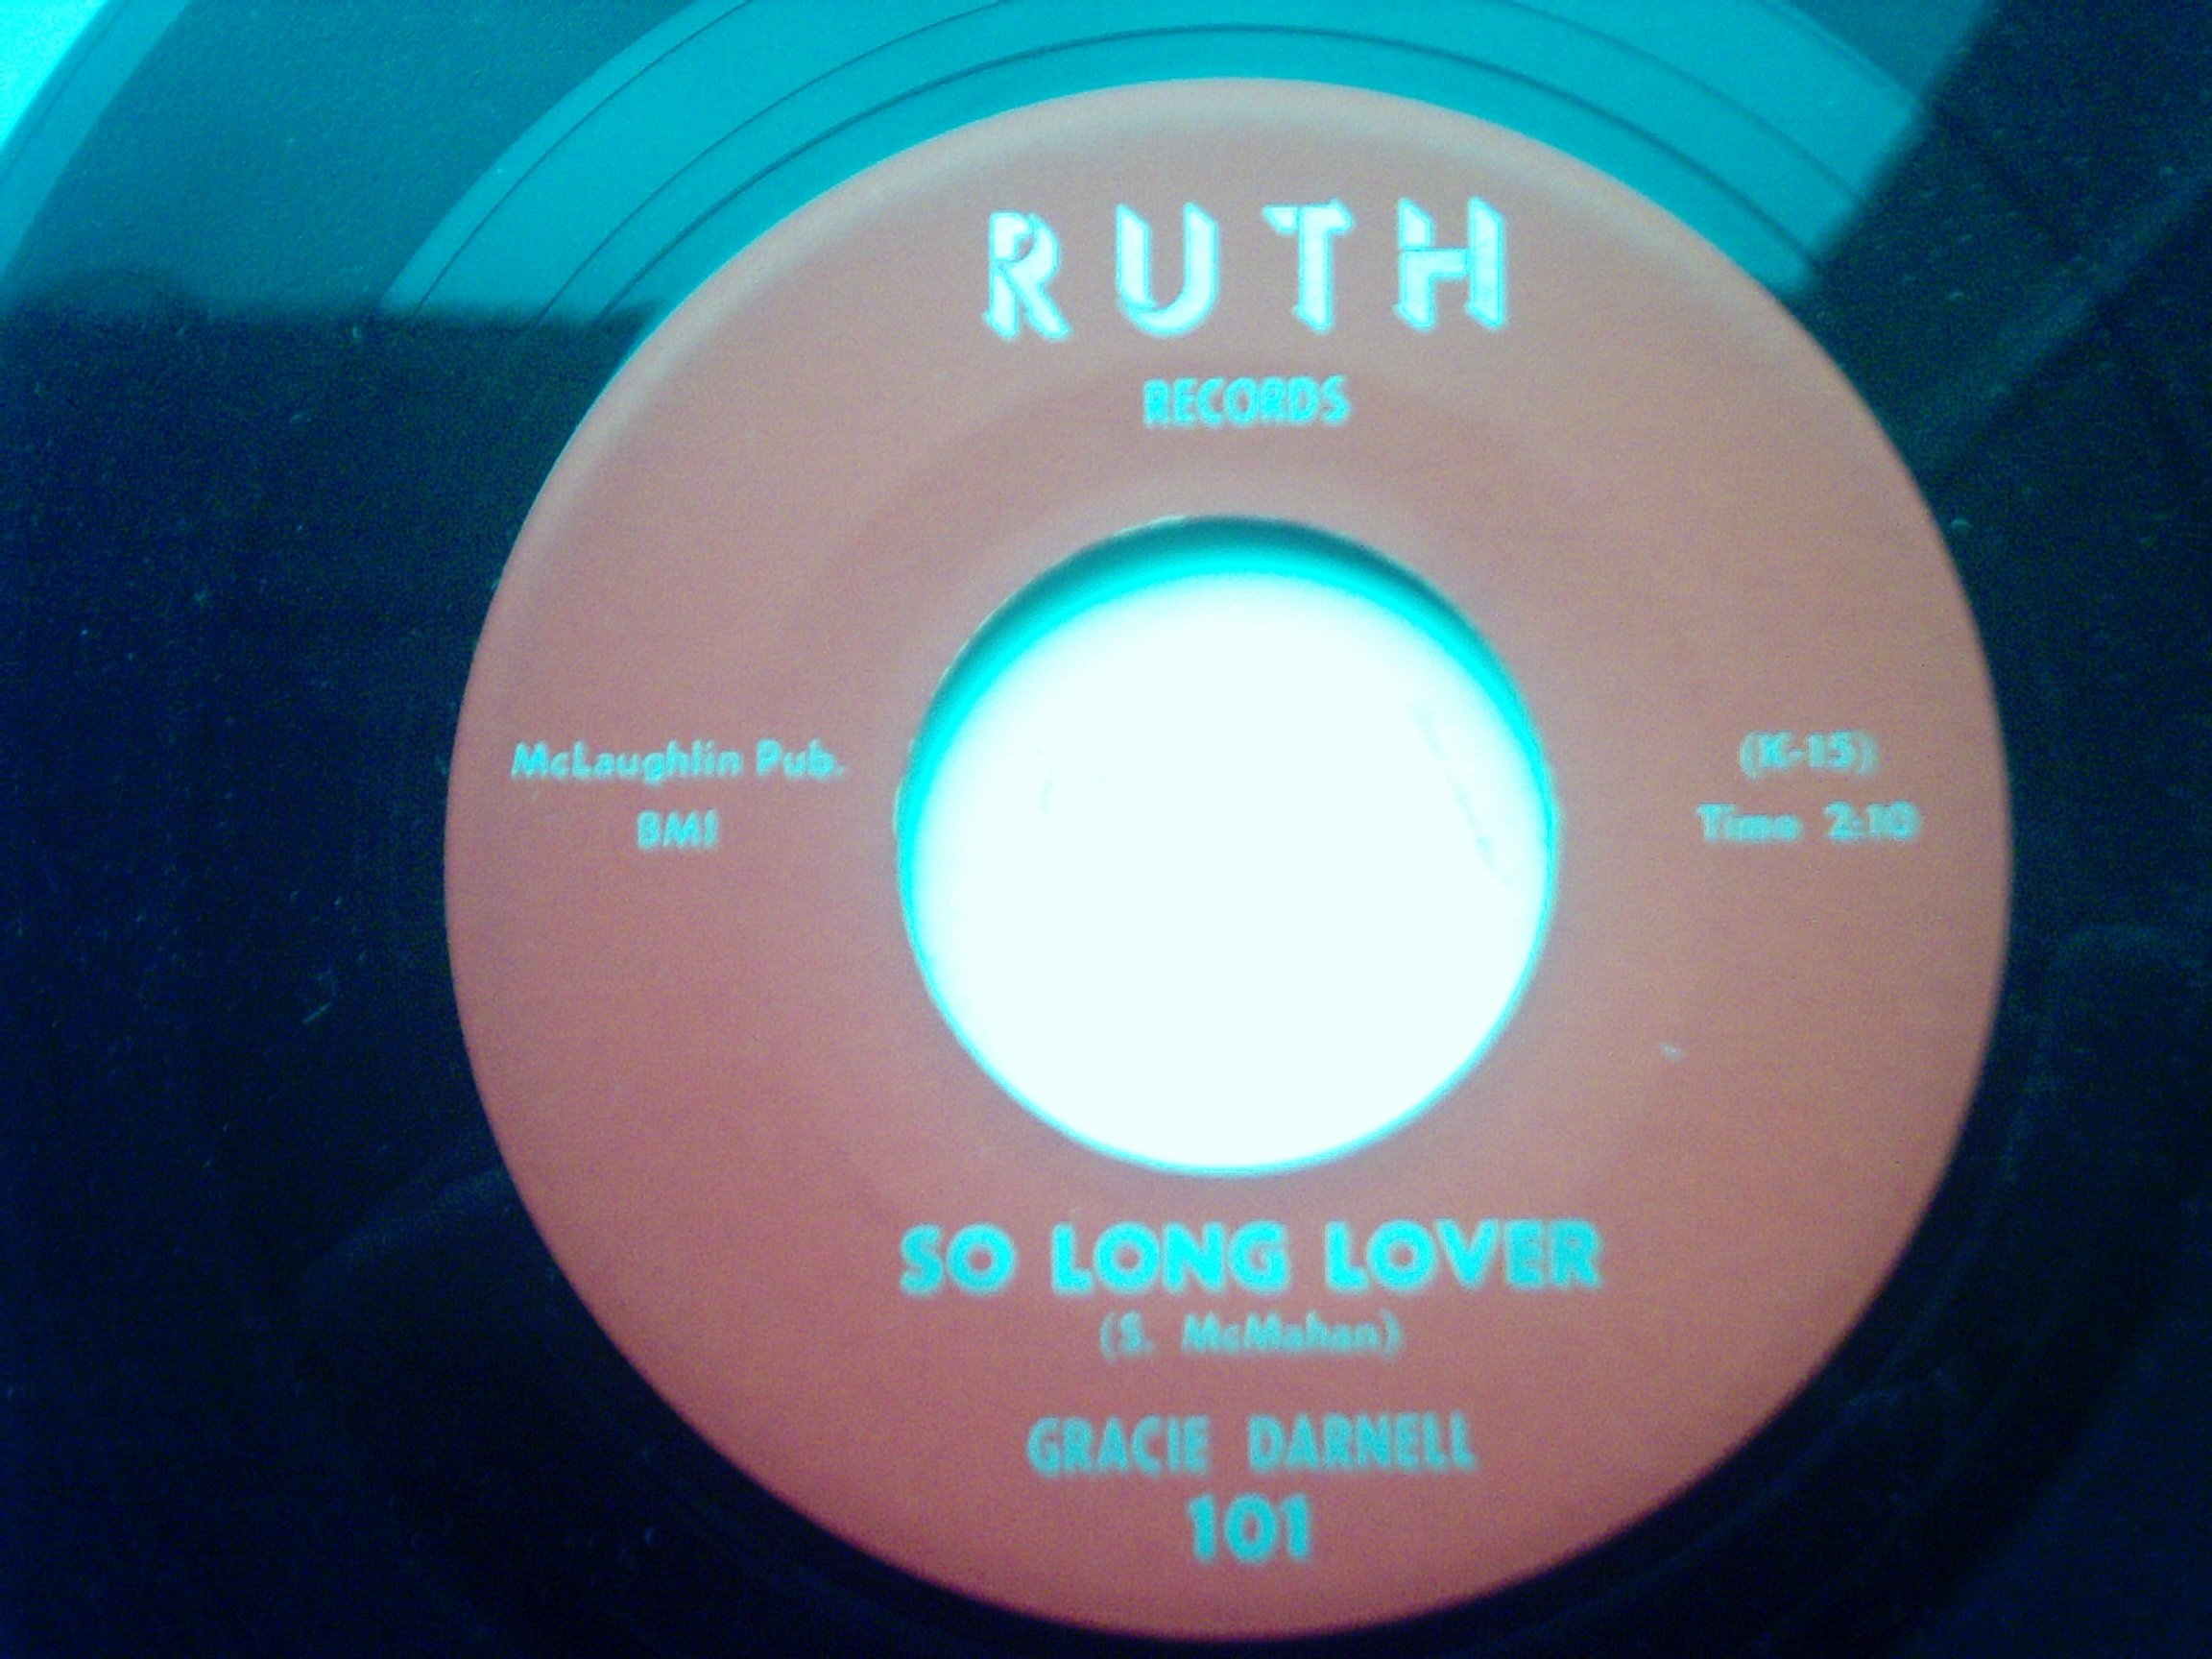 RUTH
RECORDS
McLaughlin Pub.
BMI
(K-15)
Time 2:10
SO LONG LOVER
(S. McMahan)
GRACIE DARNELL
101